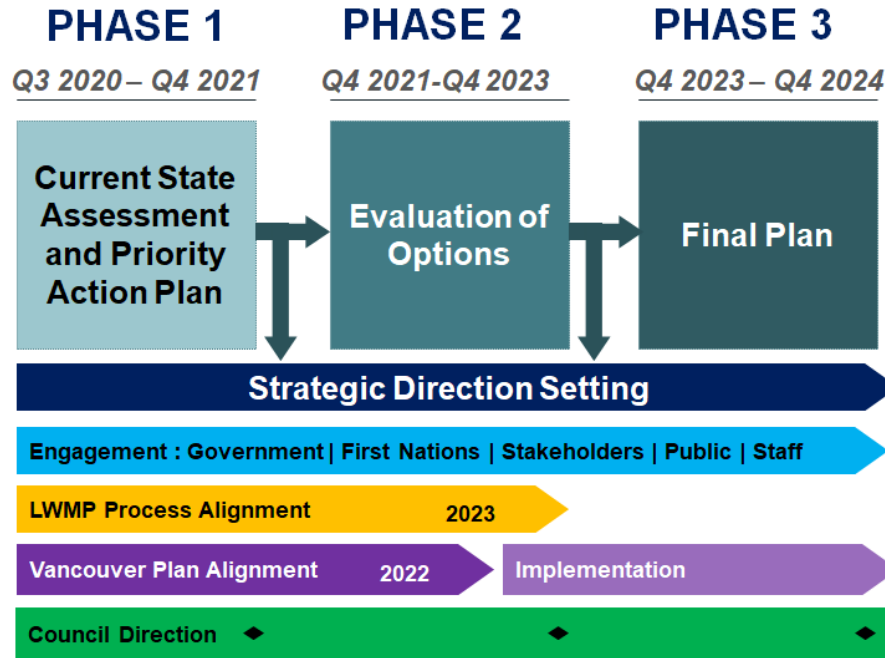 PHASE 1
PHASE 2
PHASE 3
Q3 2020 – Q4 2021
Q4 2021-Q4 2023
Q4 2023 – Q4 2024
Current State
Assessment
and Priority
Action Plan
Evaluation of
Options
Final Plan
Strategic Direction Setting
Engagement : Government | First Nations | Stakeholders | Public | Staff
LWMP Process Alignment 2023
Vancouver Plan Alignment 2022
Implementation
Council Direction